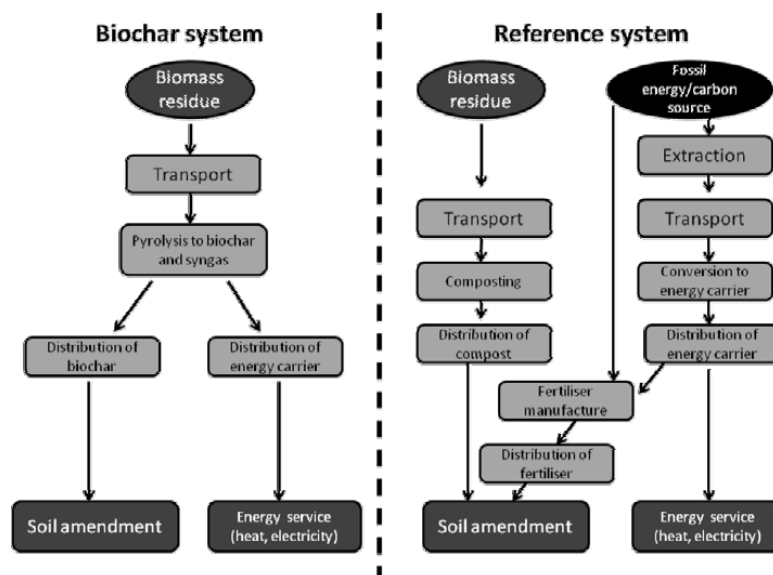 Biochar system
Biomass
residue
Transport
Pyrolysis to biochar
and syngas
Distribution of
biochar
Distribution of
energy carrier
Soil amendment
Energy service
(heat, electricity)
Reference system
Biomass
residue
Fossil
energy/carbon
source
Extraction
Transport
Transport
Composting
Conversion to
energy carrier
Distribution of
compost
Distribution of
energy carrier
Fertiliser
manufacture
Distribution of
fertiliser
Soil amendment
Energy service
(heat, electricity)